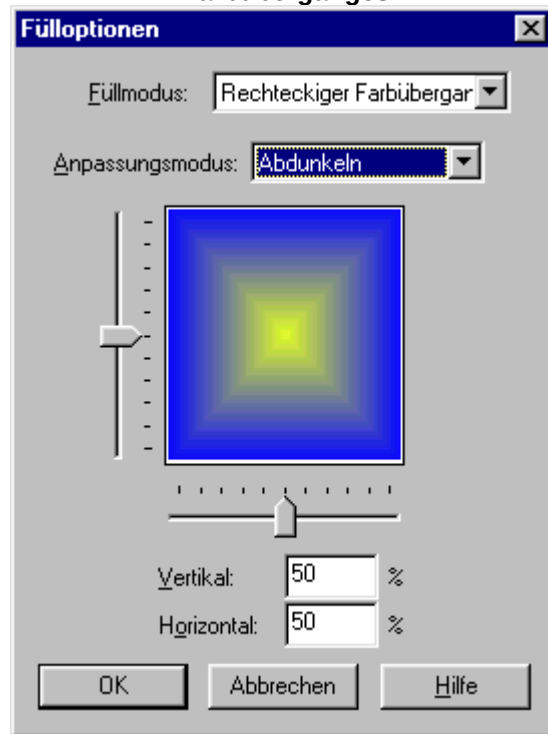 Fülloptionen
Füllmodus: Rechteckiger Farbübergar
Anpassungsmodus: Abdunkeln
Vertikal: 50 %
Horizontal: 50 %
OK Abbrechen Hilfe